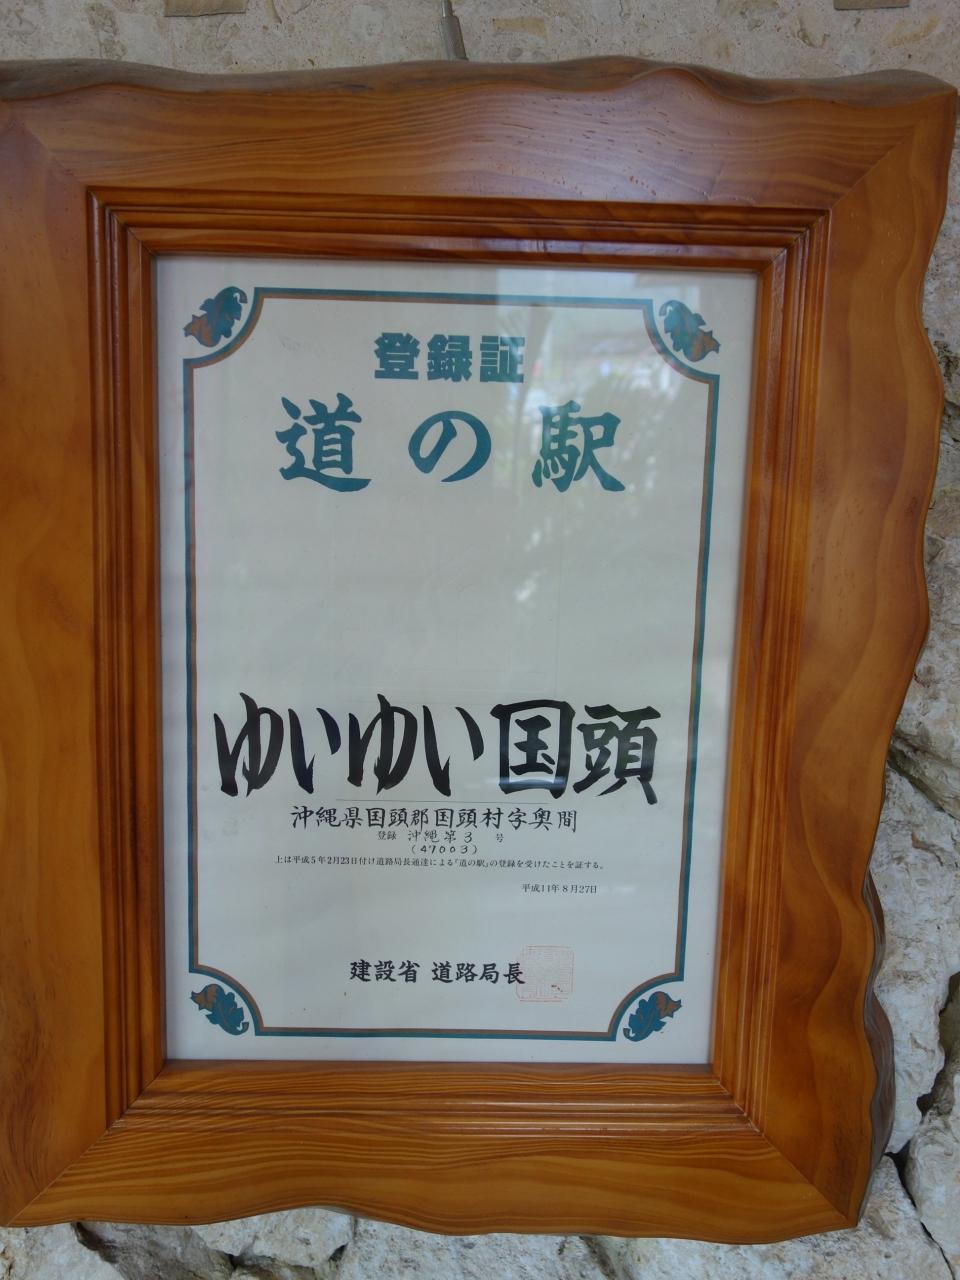 登録証
道の駅
ゆいゆい国頭
沖縄県国頭郡国頭村字奥間
登録 沖縄第3号
(47003)
上は平成5年2月23日付け道路局長通達による「道の駅」の登録を受けたことを証する。
平成11年8月27日
建設省 道路局長